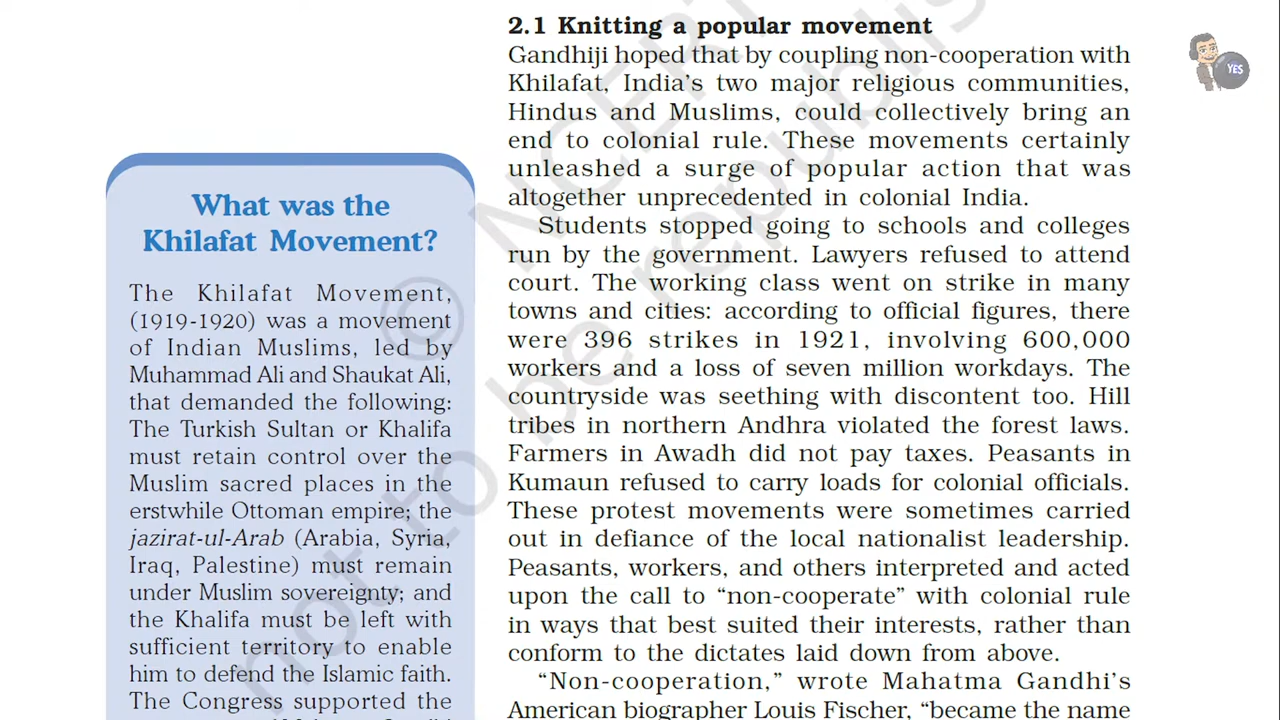 2.1 Knitting a popular movement
Gandhiji hoped that by coupling non-cooperation with
Khilafat, India's two major religious communities,
Hindus and Muslims, could collectively bring an
end to colonial rule. These movements certainly
unleashed a surge of popular action that was
altogether unprecedented in colonial India.
Students stopped going to schools and colleges
run by the government. Lawyers refused to attend
court. The working class went on strike in many
towns and cities: according to official figures, there
were 396 strikes in 1921, involving 600,000
workers and a loss of seven million workdays. The
countryside was seething with discontent too. Hill
tribes in northern Andhra violated the forest laws.
Farmers in Awadh did not pay taxes. Peasants in
Kumaun refused to carry loads for colonial officials.
These protest movements were sometimes carried
out in defiance of the local nationalist leadership.
Peasants, workers, and others interpreted and acted
upon the call to "non-cooperate" with colonial rule
in ways that best suited their interests, rather than
conform to the dictates laid down from above.
"Non-cooperation," wrote Mahatma Gandhi's
American biographer Louis Fischer, "became the name
What was the
Khilafat Movement?
The Khilafat Movement,
(1919-1920) was a movement
of Indian Muslims, led by
Muhammad Ali and Shaukat Ali,
that demanded the following:
The Turkish Sultan or Khalifa
must retain control over the
Muslim sacred places in the
erstwhile Ottoman empire; the
jazirat-ul-Arab (Arabia, Syria,
Iraq, Palestine) must remain
under Muslim sovereignty; and
the Khalifa must be left with
sufficient territory to enable
him to defend the Islamic faith.
The Congress supported the
YES
© NCERT
not to be republis